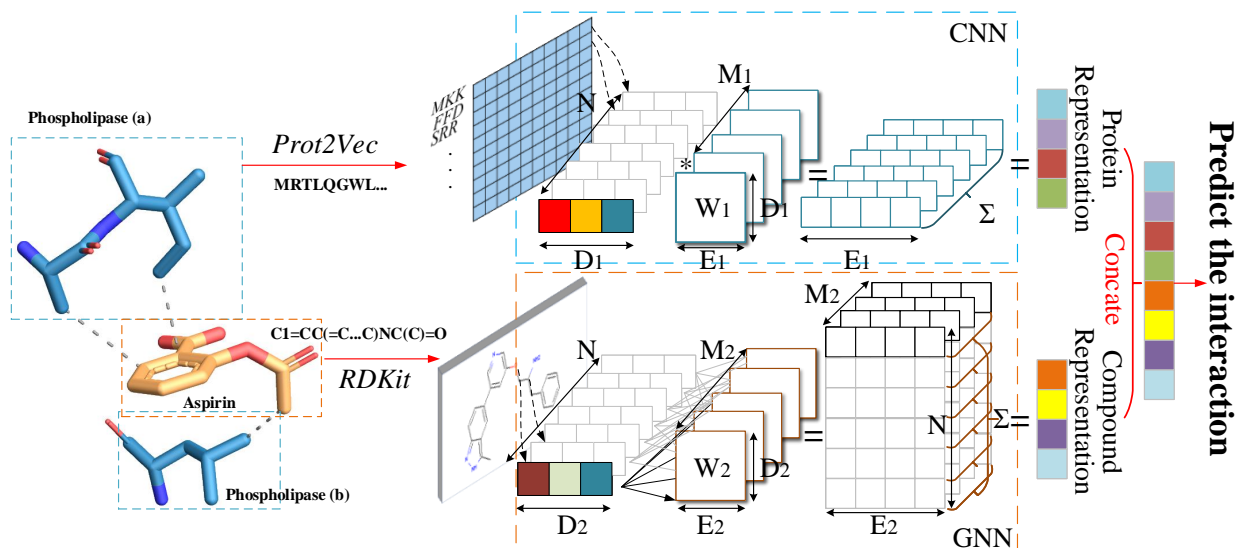 CNN
Phospholipase (a)
Prot2Vec
MRTLQGWL...
MKK
FFD
SRR
.
.
.
N
D1
*
M1
W1
D1
E1
=
E1
Σ
=
Protein
Representation
Aspirin
C1=CC(=C...C)NC(C)=O
RDKit
Phospholipase (b)
N
D2
M2
W2
D2
E2
=
M2
N
E2
Σ
=
GNN
Compound
Representation
Concate
Predict the interaction